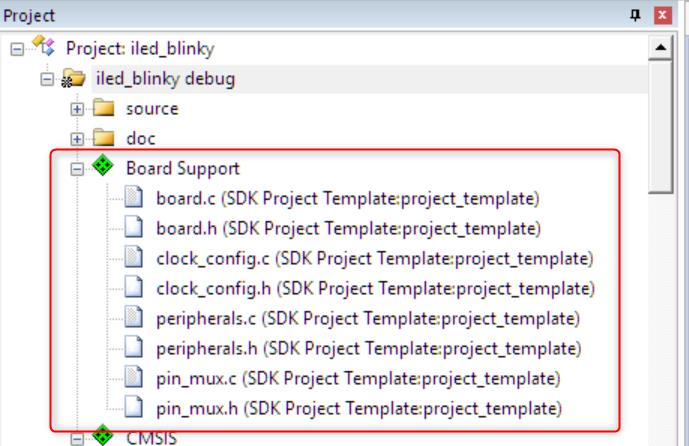 Project
Project: iled_blinky
iled_blinky debug
source
doc
Board Support
board.c (SDK Project Template:project_template)
board.h (SDK Project Template:project_template)
clock_config.c (SDK Project Template:project_template)
clock_config.h (SDK Project Template:project_template)
peripherals.c (SDK Project Template:project_template)
peripherals.h (SDK Project Template:project_template)
pin_mux.c (SDK Project Template:project_template)
pin_mux.h (SDK Project Template:project_template)
CMSIS